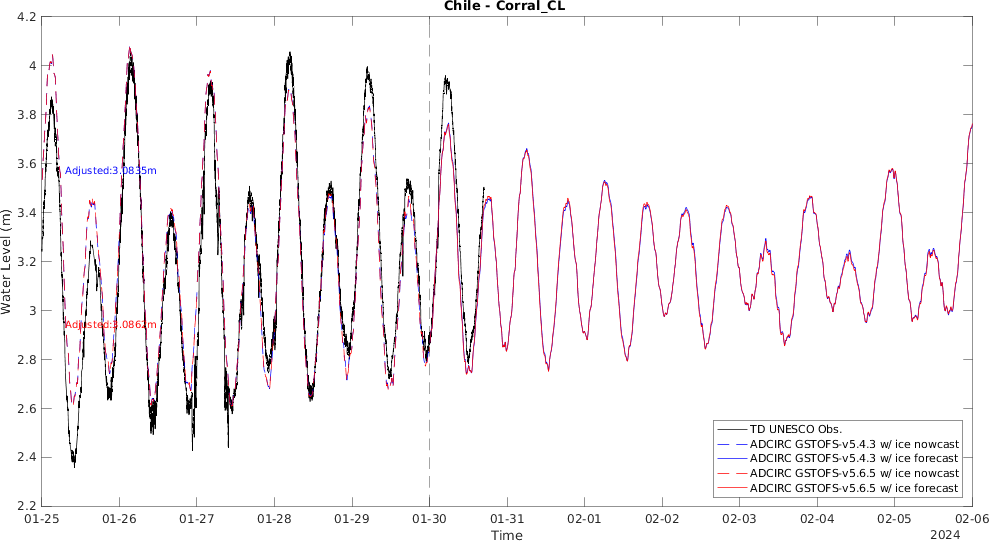 Chile - Corral_CL
4.2
4
3.8
3.6
3.4
3.2
3
2.8
2.6
2.4
2.2
Water Level (m)
Adjusted:3.0835m
Adjusted:3.0862m
TD UNESCO Obs.
ADCIRC GSTOFS-v5.4.3 w/ ice nowcast
ADCIRC GSTOFS-v5.4.3 w/ ice forecast
ADCIRC GSTOFS-v5.6.5 w/ ice nowcast
ADCIRC GSTOFS-v5.6.5 w/ ice forecast
01-25 01-26 01-27 01-28 01-29 01-30 01-31 02-01 02-02 02-03 02-04 02-05 02-06
Time
2024